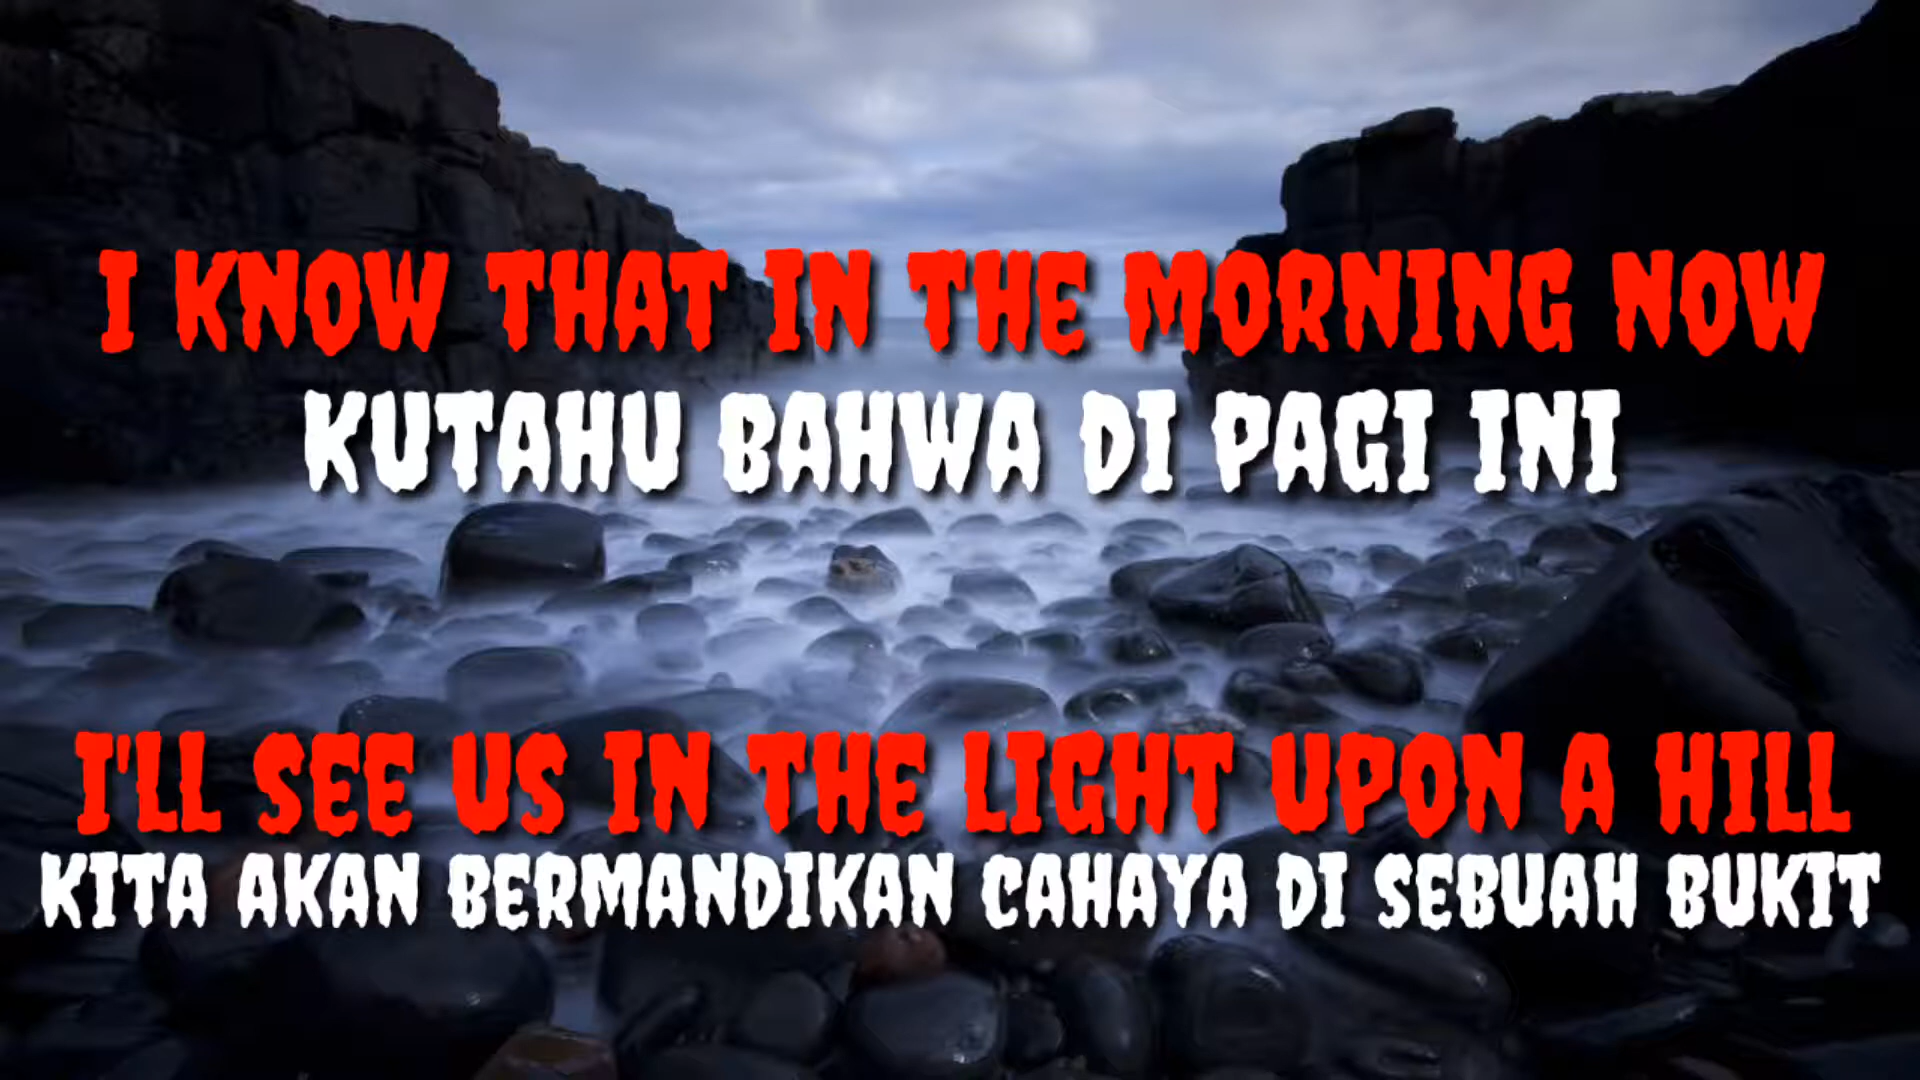 I KNOW THAT IN THE MORNING NOW
KUTAHU BAHWA DI PAGI INI
I'LL SEE US IN THE LIGHT UPON A HILL
KITA AKAN BERMANDIKAN CAHAYA DI SEBUAH BUKIT